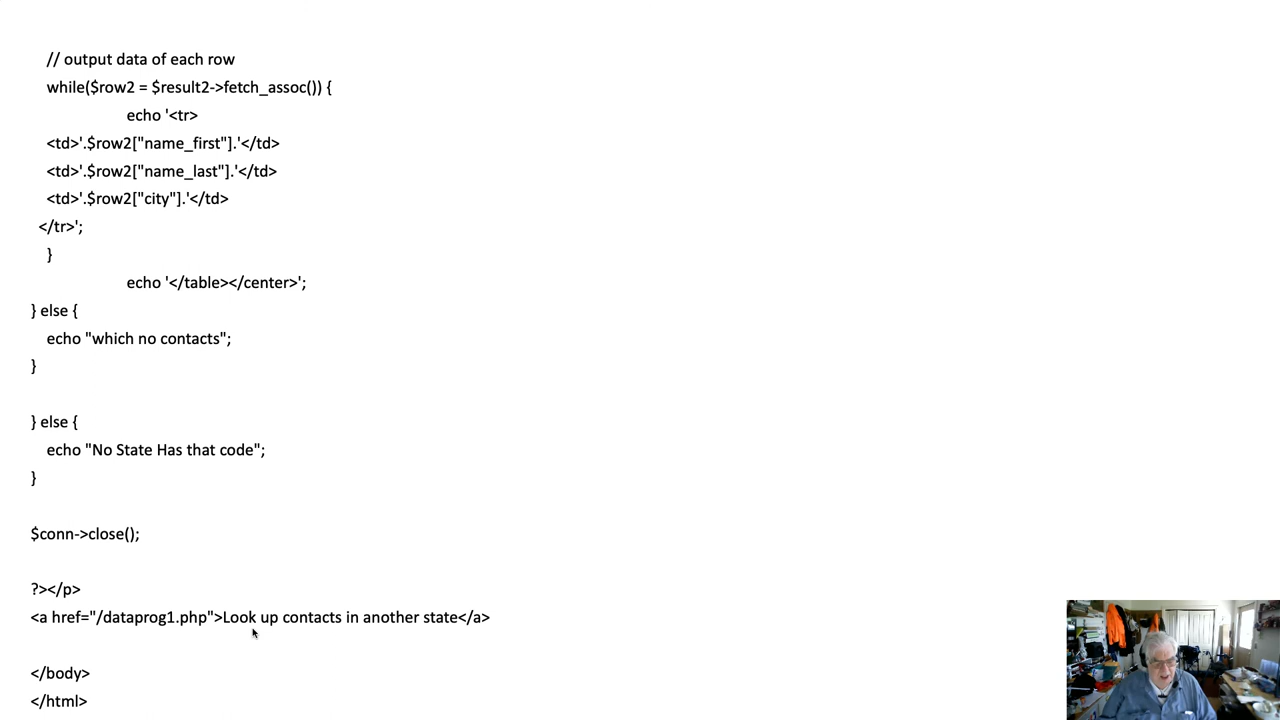 // output data of each row
while($row2 = $result2->fetch_assoc()) {
echo '<tr>
<td>'.$row2["name_first"].'</td>
<td>'.$row2["name_last"].'</td>
<td>'.$row2["city"].'</td>
</tr>';
}
echo '</table></center>';
} else {
echo "which no contacts";
}
} else {
echo "No State Has that code";
}
$conn->close();
?></p>
<a href="/dataprog1.php">Look up contacts in another state</a>
</body>
</html>